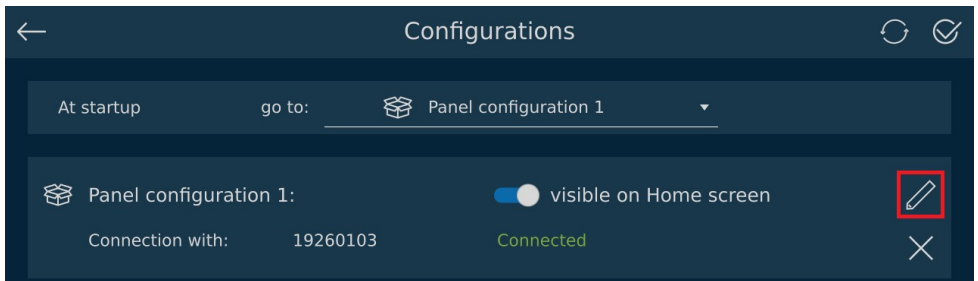 Configurations
At startup go to: Panel configuration 1
Panel configuration 1: visible on Home screen
Connection with: 19260103 Connected